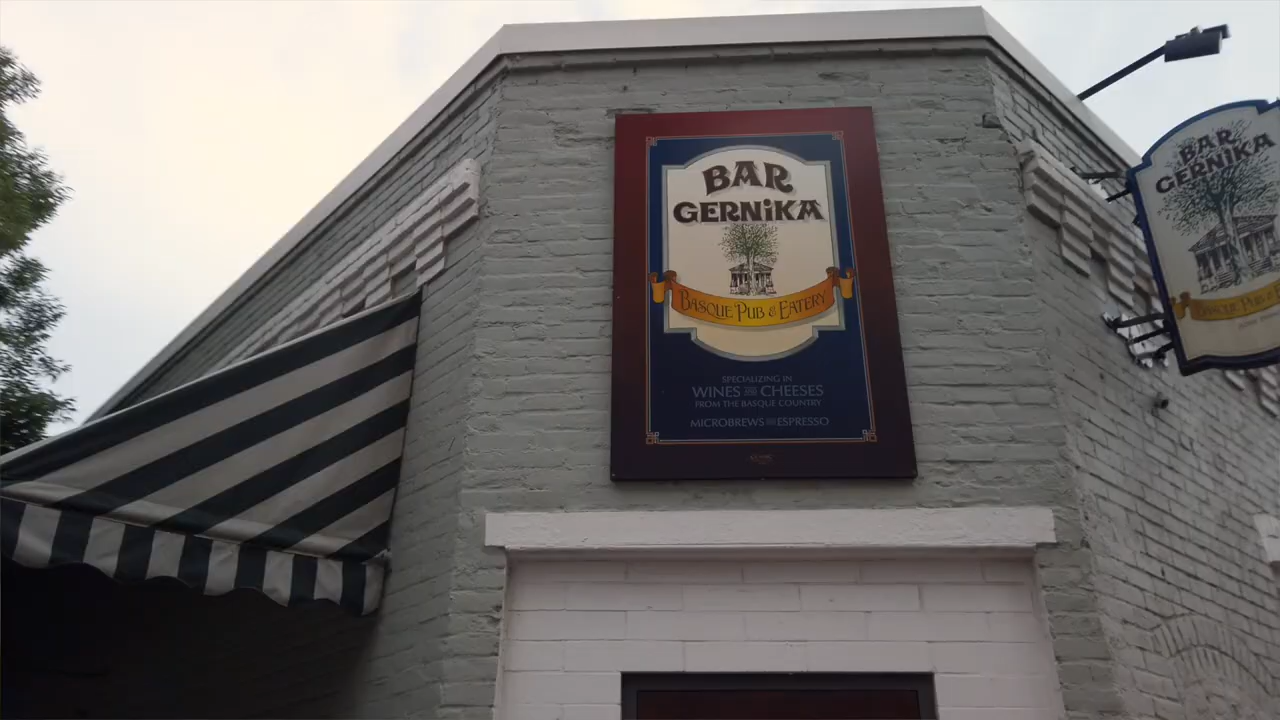 BAR
GERNiKA
BASQUE PUB & EATERY
SPECIALIZING IN
WINES AND CHEESES
FROM THE BASQUE COUNTRY
MICROBREWS AND ESPRESSO
BAR
GERNiKA
BASQUE PUB &